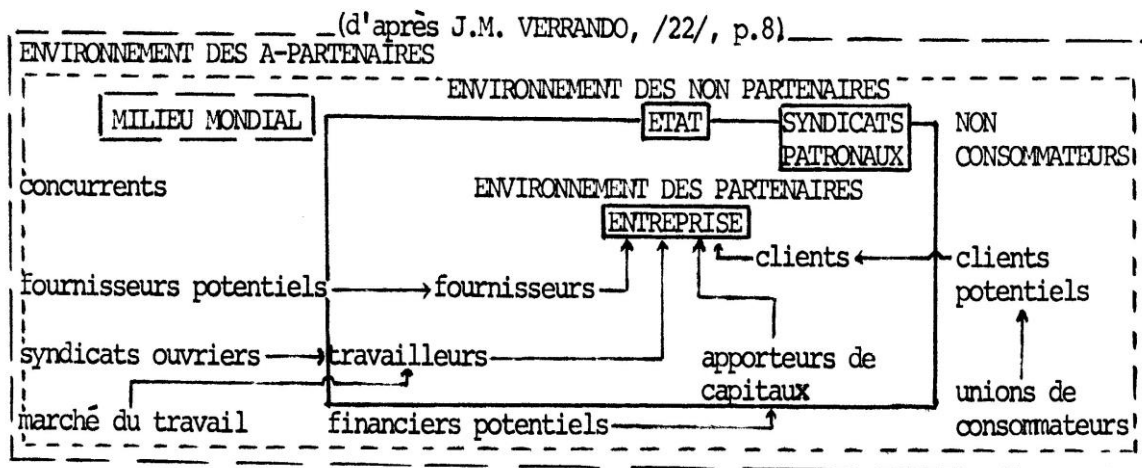 (d'après J.M. VERRANDO, /22/, p.8)
ENVIRONNEMENT DES A-PARTENAIRES
ENVIRONNEMENT DES NON PARTENAIRES
MILIEU MONDIAL
ETAT
SYNDICATS
PATRONAUX
NON
CONSOMMATEURS
concurrents
ENVIRONNEMENT DES PARTENAIRES
ENTREPRISE
clients
clients
potentiels
fournisseurs potentiels
fournisseurs
syndicats ouvriers
travailleurs
apporteurs de
capitaux
unions de
consommateurs
marché du travail
financiers potentiels